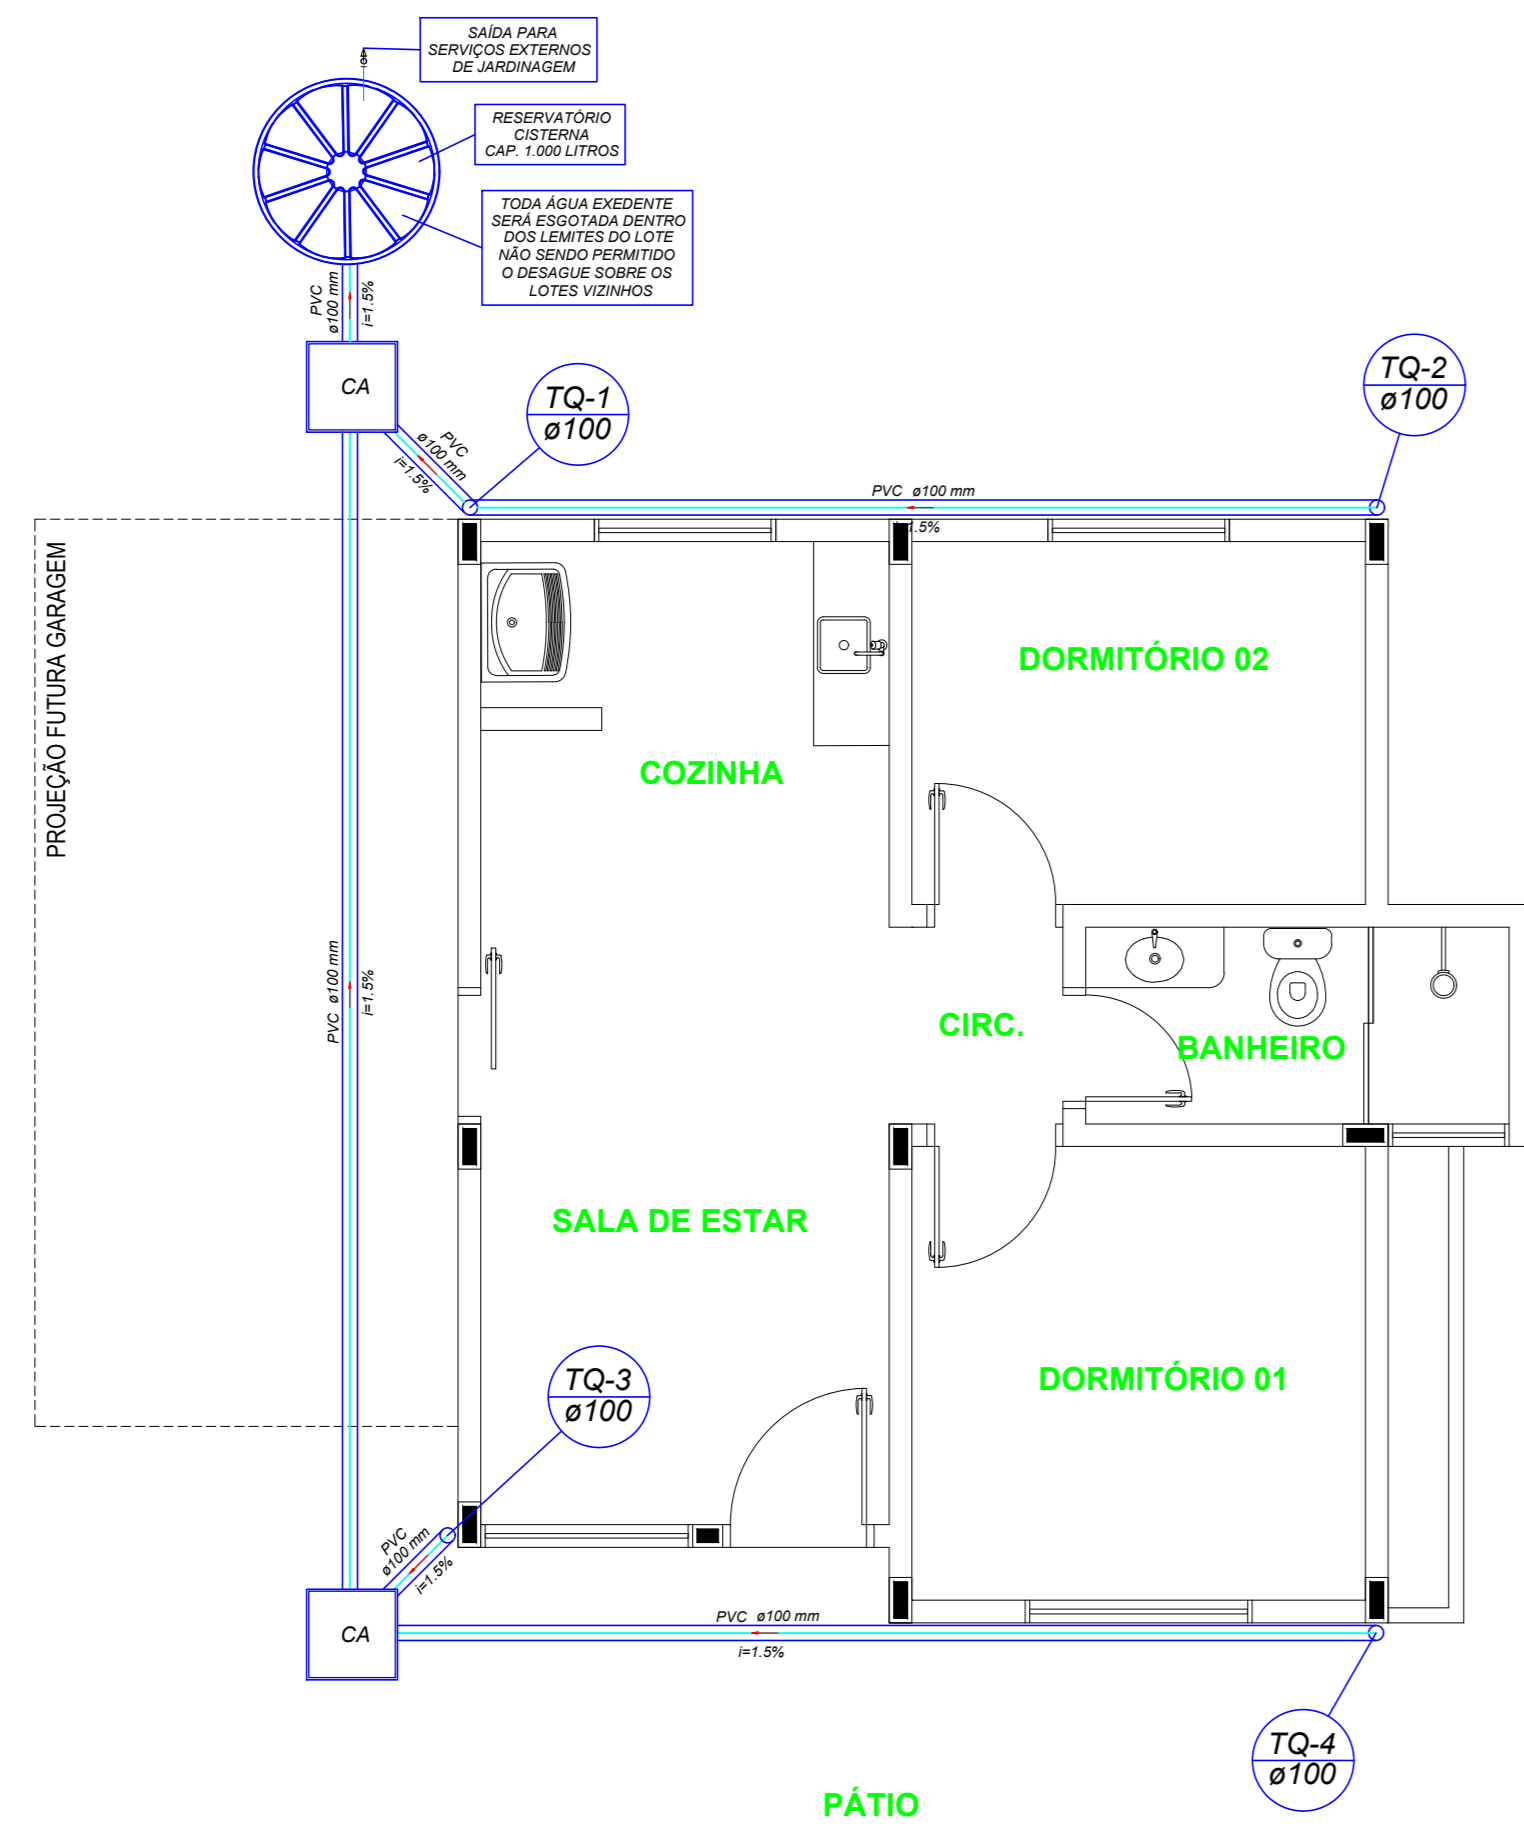 SAÍDA PARA
SERVIÇOS EXTERNOS
DE JARDINAGEM
RESERVATÓRIO
CISTERNA
CAP. 1.000 LITROS
TODA ÁGUA EXEDENTE
SERÁ ESGOTADA DENTRO
DOS LEMITES DO LOTE
NÃO SENDO PERMITIDO
O DESAGUE SOBRE OS
LOTES VIZINHOS
PVC
ø100 mm
i=1.5%
CA
TQ-1
ø100
TQ-2
ø100
PVC
ø100 mm
i=1.5%
PVC ø100 mm
1.5%
PROJEÇÃO FUTURA GARAGEM
DORMITÓRIO 02
COZINHA
PVC ø100 mm
i=1.5%
CIRC.
BANHEIRO
SALA DE ESTAR
DORMITÓRIO 01
TQ-3
ø100
PVC
ø100 mm
i=1.5%
CA
PVC ø100 mm
i=1.5%
TQ-4
ø100
PÁTIO